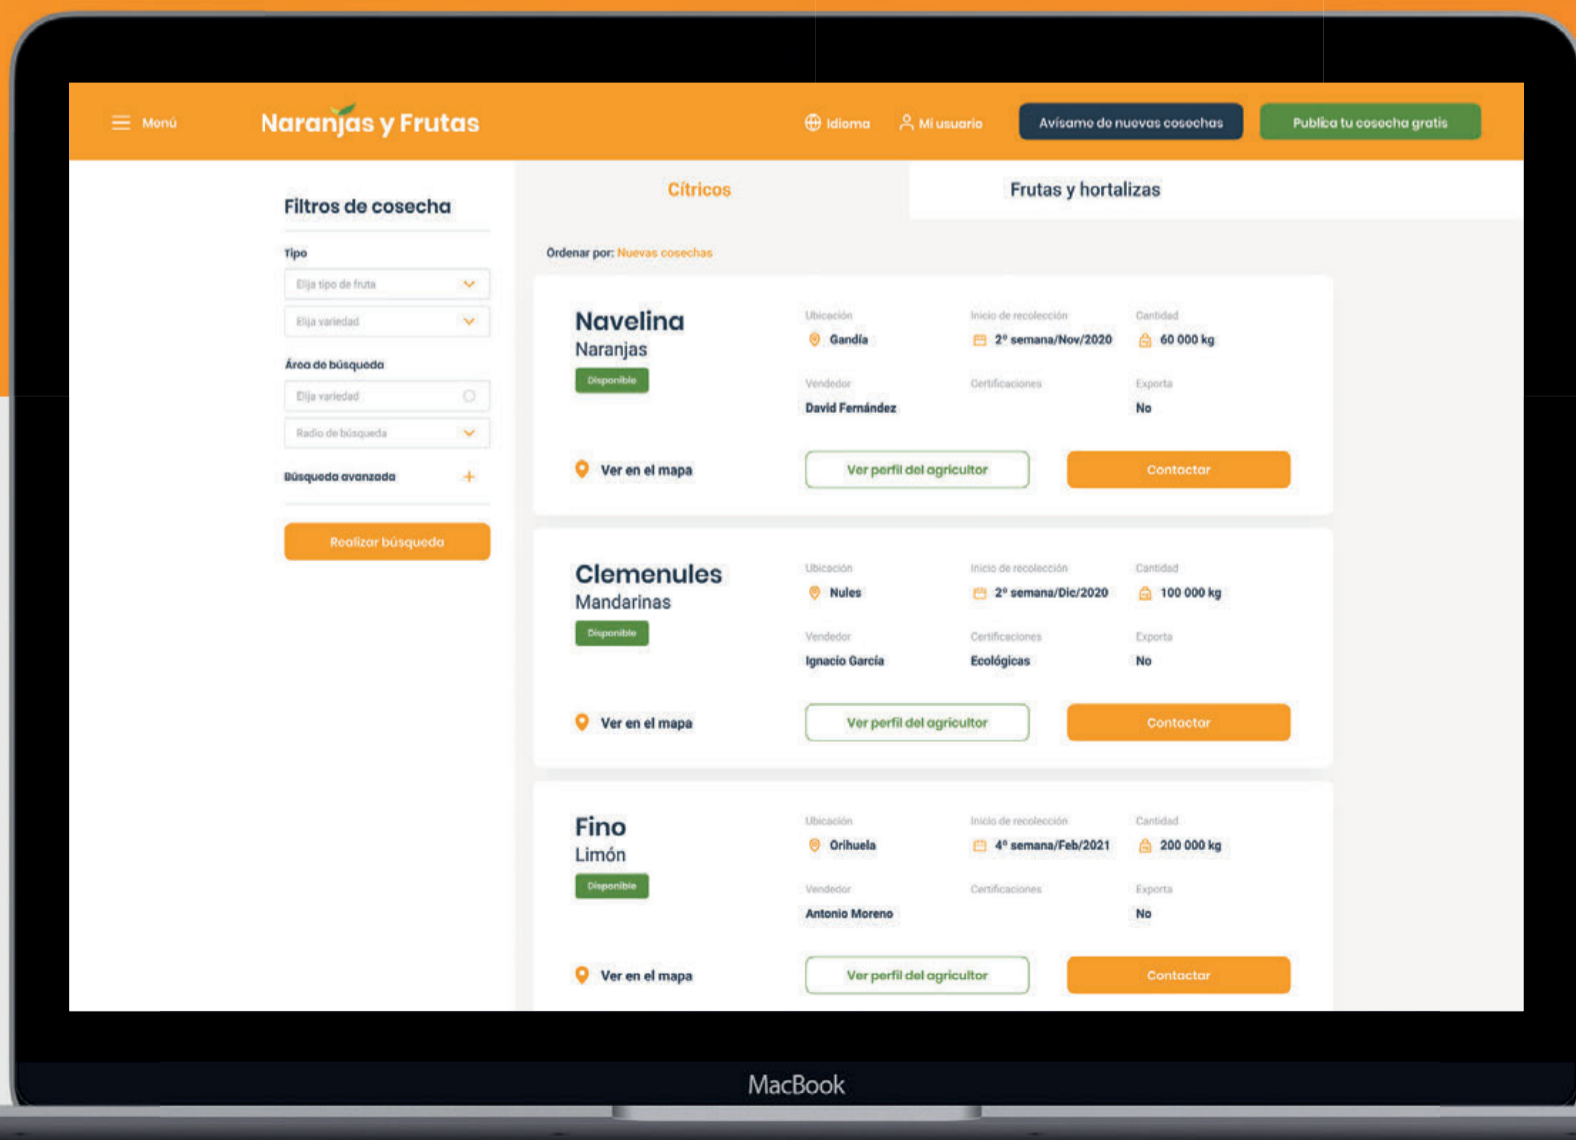 Menú
Naranjas y Frutas
Idioma
Mi usuario
Avísame de nuevas cosechas
Publica tu cosecha gratis
Filtros de cosecha
Tipo
Elija tipo de fruta
Elija variedad
Área de búsqueda
Elija variedad
Radio de búsqueda
Búsqueda avanzada
Realizar búsqueda
Cítricos
Frutas y hortalizas
Ordenar por: Nuevas cosechas
Navelina
Naranjas
Disponible
Ubicación
Gandía
Inicio de recolección
2º semana/Nov/2020
Cantidad
60 000 kg
Vendedor
David Fernández
Certificaciones
Exporta
No
Ver en el mapa
Ver perfil del agricultor
Contactar
Clemenules
Mandarinas
Disponible
Ubicación
Nules
Inicio de recolección
2º semana/Dic/2020
Cantidad
100 000 kg
Vendedor
Ignacio García
Certificaciones
Ecológicas
Exporta
No
Ver en el mapa
Ver perfil del agricultor
Contactar
Fino
Limón
Disponible
Ubicación
Orihuela
Inicio de recolección
4º semana/Feb/2021
Cantidad
200 000 kg
Vendedor
Antonio Moreno
Certificaciones
Exporta
No
Ver en el mapa
Ver perfil del agricultor
Contactar
MacBook